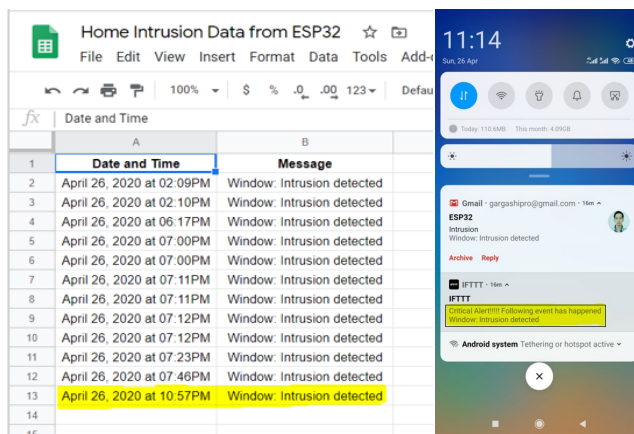 Home Intrusion Data from ESP32
File Edit View Insert Format Data Tools Add-
100% $ % .0 .00 123 Defau
fx Date and Time
A B
1 Date and Time Message
2 April 26, 2020 at 02:09PM Window: Intrusion detected
3 April 26, 2020 at 02:10PM Window: Intrusion detected
4 April 26, 2020 at 06:17PM Window: Intrusion detected
5 April 26, 2020 at 07:00PM Window: Intrusion detected
6 April 26, 2020 at 07:00PM Window: Intrusion detected
7 April 26, 2020 at 07:11PM Window: Intrusion detected
8 April 26, 2020 at 07:11PM Window: Intrusion detected
9 April 26, 2020 at 07:12PM Window: Intrusion detected
10 April 26, 2020 at 07:12PM Window: Intrusion detected
11 April 26, 2020 at 07:23PM Window: Intrusion detected
12 April 26, 2020 at 07:46PM Window: Intrusion detected
13 April 26, 2020 at 10:57PM Window: Intrusion detected
14
11:14
Sun, 26 Apr
Today: 110.6MB This month: 4.09GB
Gmail · gargashipro@gmail.com · 16m
ESP32
Intrusion
Window: Intrusion detected
Archive Reply
IFTTT · 16m
IFTTT
Critical Alert!!!!! Following event has happened
Window: Intrusion detected
Android system Tethering or hotspot active